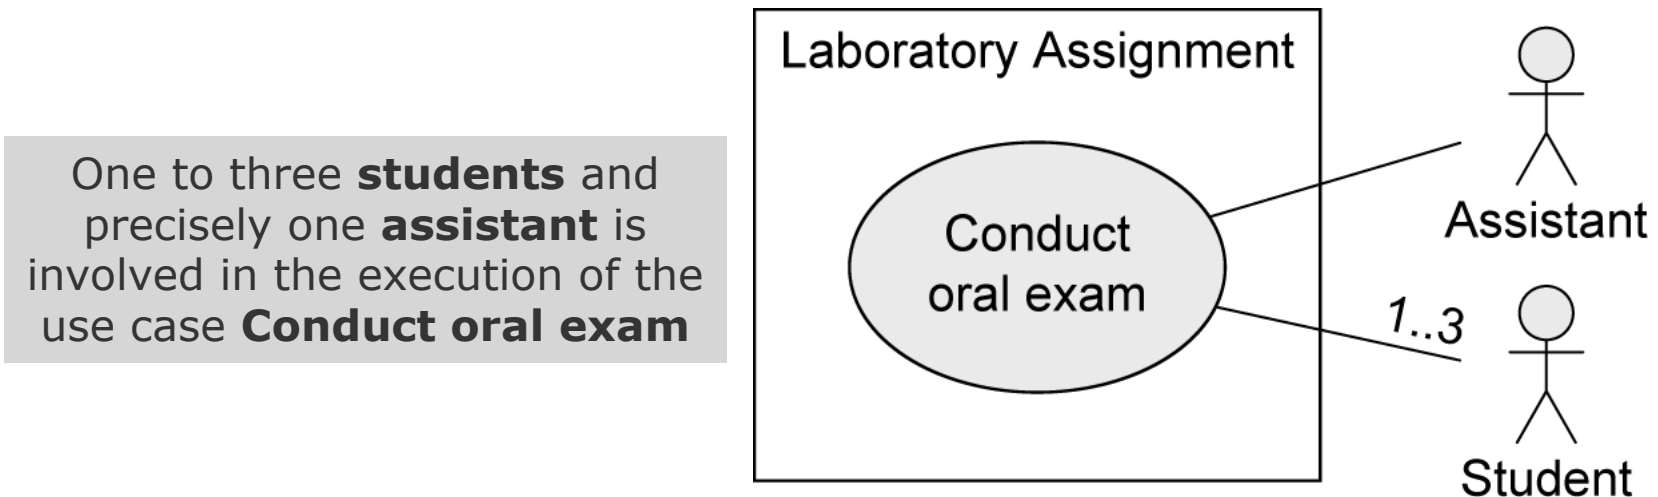 One to three students and
precisely one assistant is
involved in the execution of the
use case Conduct oral exam
Laboratory Assignment
Conduct
oral exam
Assistant
1..3
Student